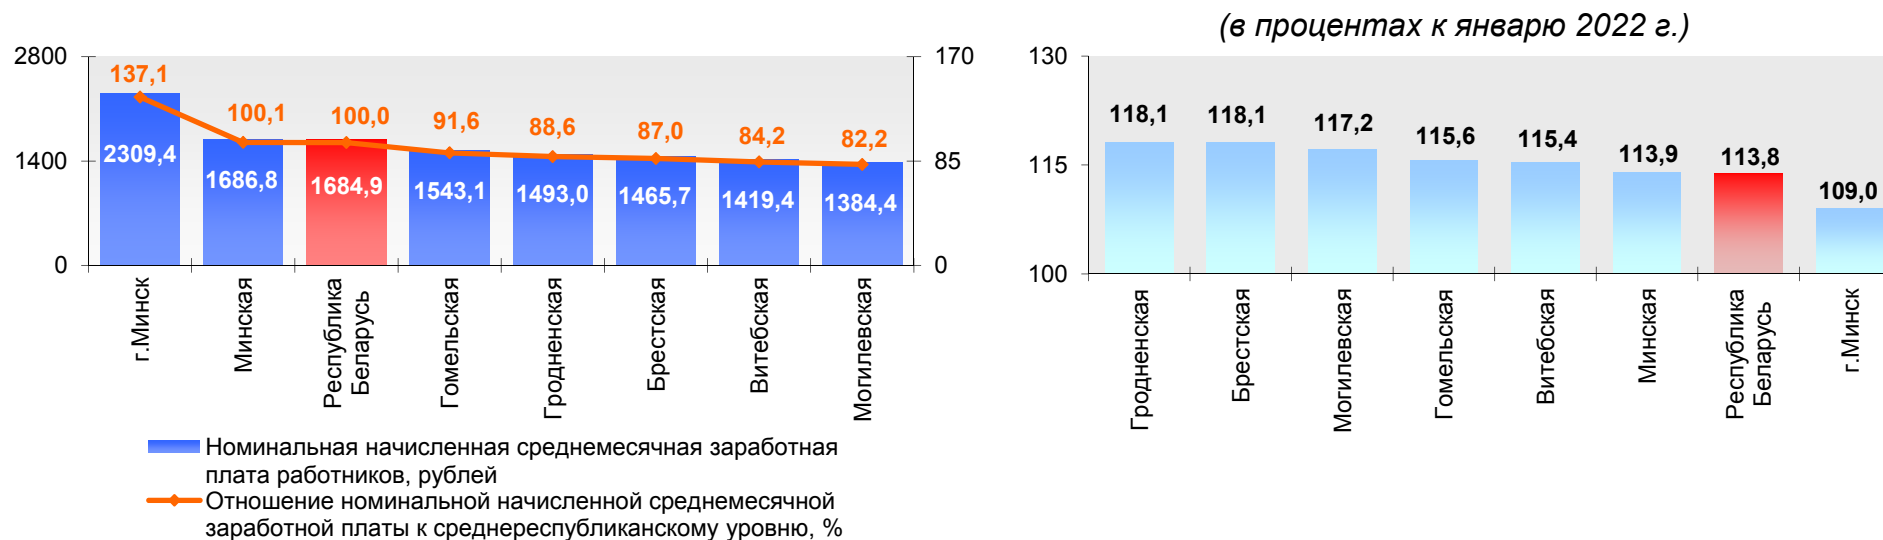 2800
1400
0
170
85
0
137,1
100,1
100,0
91,6
88,6
87,0
84,2
82,2
2309,4
1686,8
1684,9
1543,1
1493,0
1465,7
1419,4
1384,4
г.Минск
Минская
Республика
Беларусь
Гомельская
Гродненская
Брестская
Витебская
Могилевская
Номинальная начисленная среднемесячная заработная
плата работников, рублей
Отношение номинальной начисленной среднемесячной
заработной платы к среднереспубликанскому уровню, %
(в процентах к январю 2022 г.)
130
115
100
118,1
118,1
117,2
115,6
115,4
113,9
113,8
109,0
Гродненская
Брестская
Могилевская
Гомельская
Витебская
Минская
Республика
Беларусь
г.Минск